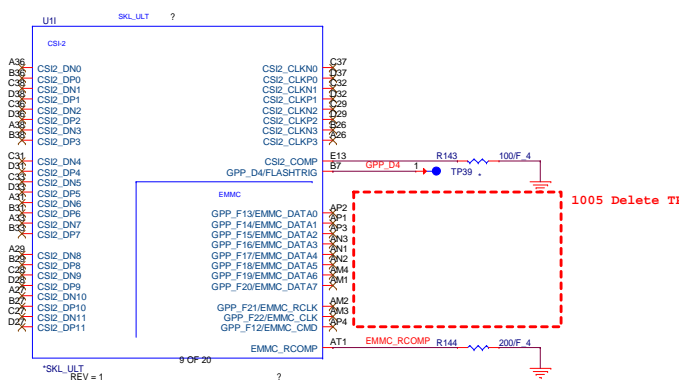 U1I SKL_ULT ?
CSI-2
A36 CSI2_DN0 CSI2_CLKN0 C37
B36 CSI2_DP0 CSI2_CLKP0 D37
C38 CSI2_DN1 CSI2_CLKN1 C32
D38 CSI2_DP1 CSI2_CLKP1 D32
C36 CSI2_DN2 CSI2_CLKN2 C29
D36 CSI2_DP2 CSI2_CLKP2 D29
A38 CSI2_DN3 CSI2_CLKN3 B26
B38 CSI2_DP3 CSI2_CLKP3 A26
C31 CSI2_DN4 CSI2_COMP E13 R143 100/F_4
D31 CSI2_DP4 GPP_D4/FLASHTRIG B7 GPP_D4 1 TP39
C33 CSI2_DN5
D33 CSI2_DP5 EMMC
A31 CSI2_DN6
B31 CSI2_DP6 GPP_F13/EMMC_DATA0 AP2
A33 CSI2_DN7 GPP_F14/EMMC_DATA1 AP1
B33 CSI2_DP7 GPP_F15/EMMC_DATA2 AP3
GPP_F16/EMMC_DATA3 AN3
A29 CSI2_DN8 GPP_F17/EMMC_DATA4 AN1
B29 CSI2_DP8 GPP_F18/EMMC_DATA5 AN2
C28 CSI2_DN9 GPP_F19/EMMC_DATA6 AM4
D28 CSI2_DP9 GPP_F20/EMMC_DATA7 AM1
A27 CSI2_DN10
B27 CSI2_DP10 GPP_F21/EMMC_RCLK AM2
C27 CSI2_DN11 GPP_F22/EMMC_CLK AM3
D27 CSI2_DP11 GPP_F12/EMMC_CMD AP4
EMMC_RCOMP AT1 EMMC_RCOMP R144 200/F_4
1005 Delete
9 OF 20
*SKL_ULT
REV = 1 ?